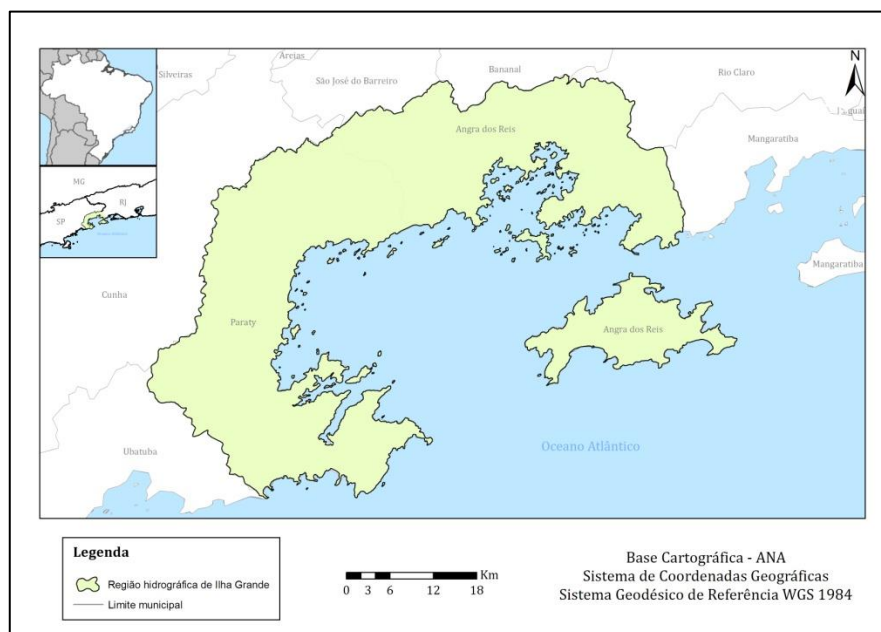 Areias
Silveiras
São José do Barreiro
Bananal
Rio Claro
N
Angra dos Reis
Mangaratiba
MG
RJ
SP
Mangaratiba
Cunha
Paraty
Angra dos Reis
Ubatuba
Oceano Atlântico
Legenda
Região hidrográfica de Ilha Grande
Limite municipal
Km
0 3 6 12 18
Base Cartográfica - ANA
Sistema de Coordenadas Geográficas
Sistema Geodésico de Referência WGS 1984